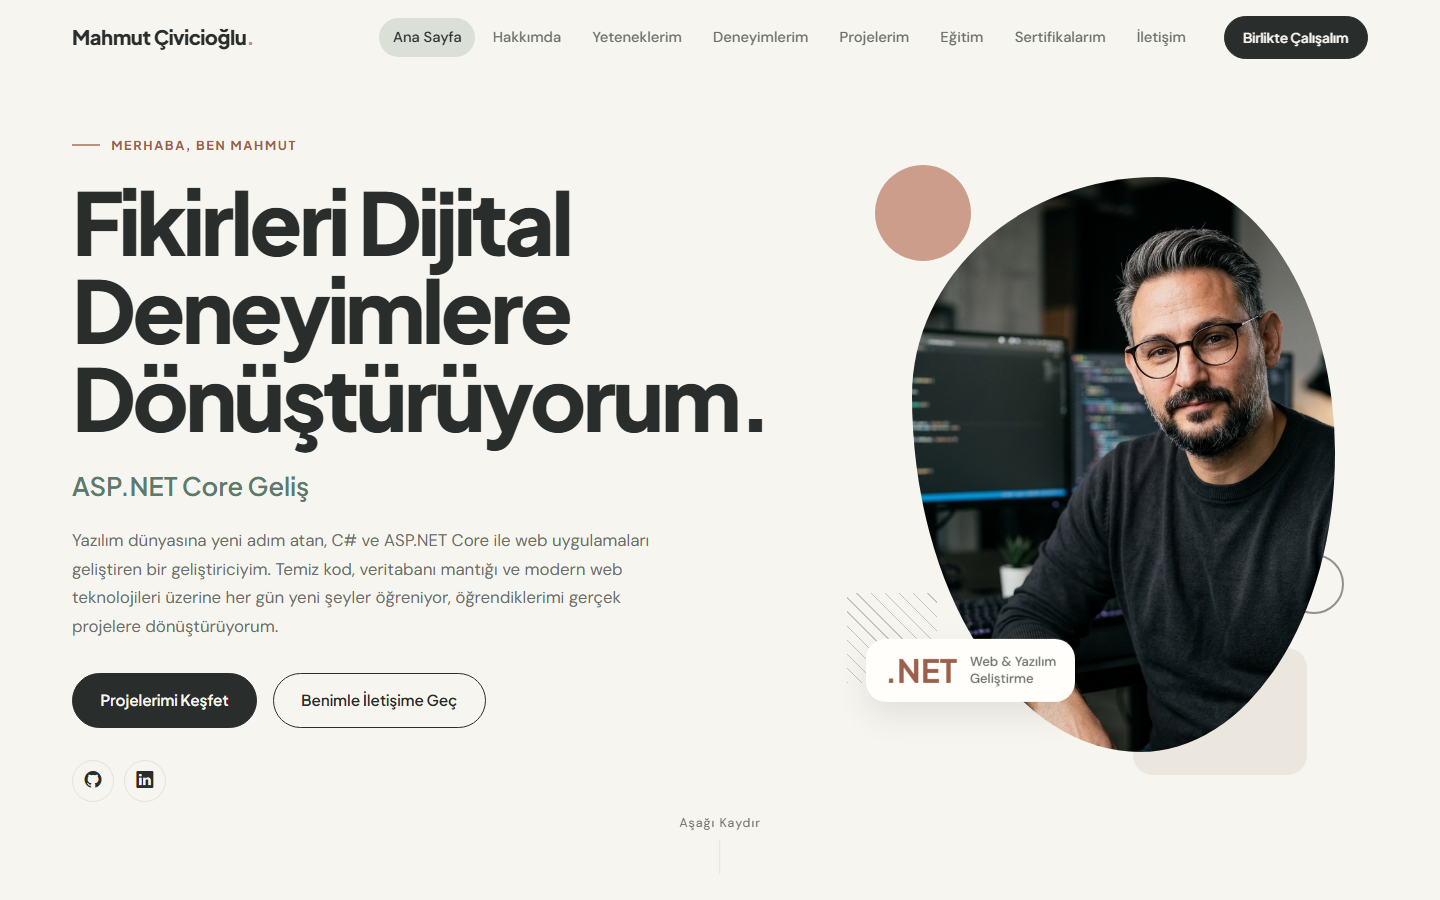 Mahmut Çivicioğlu.
Ana Sayfa
Hakkımda
Yeteneklerim
Deneyimlerim
Projelerim
Eğitim
Sertifikalarım
İletişim
Birlikte Çalışalım
MERHABA, BEN MAHMUT
Fikirleri Dijital
Deneyimlere
Dönüştürüyorum.
ASP.NET Core Geliş
Yazılım dünyasına yeni adım atan, C# ve ASP.NET Core ile web uygulamaları
geliştiren bir geliştiriciyim. Temiz kod, veritabanı mantığı ve modern web
teknolojileri üzerine her gün yeni şeyler öğreniyor, öğrendiklerimi gerçek
projelere dönüştürüyorum.
Projelerimi Keşfet
Benimle İletişime Geç
.NET
Web & Yazılım
Geliştirme
in
Aşağı Kaydır